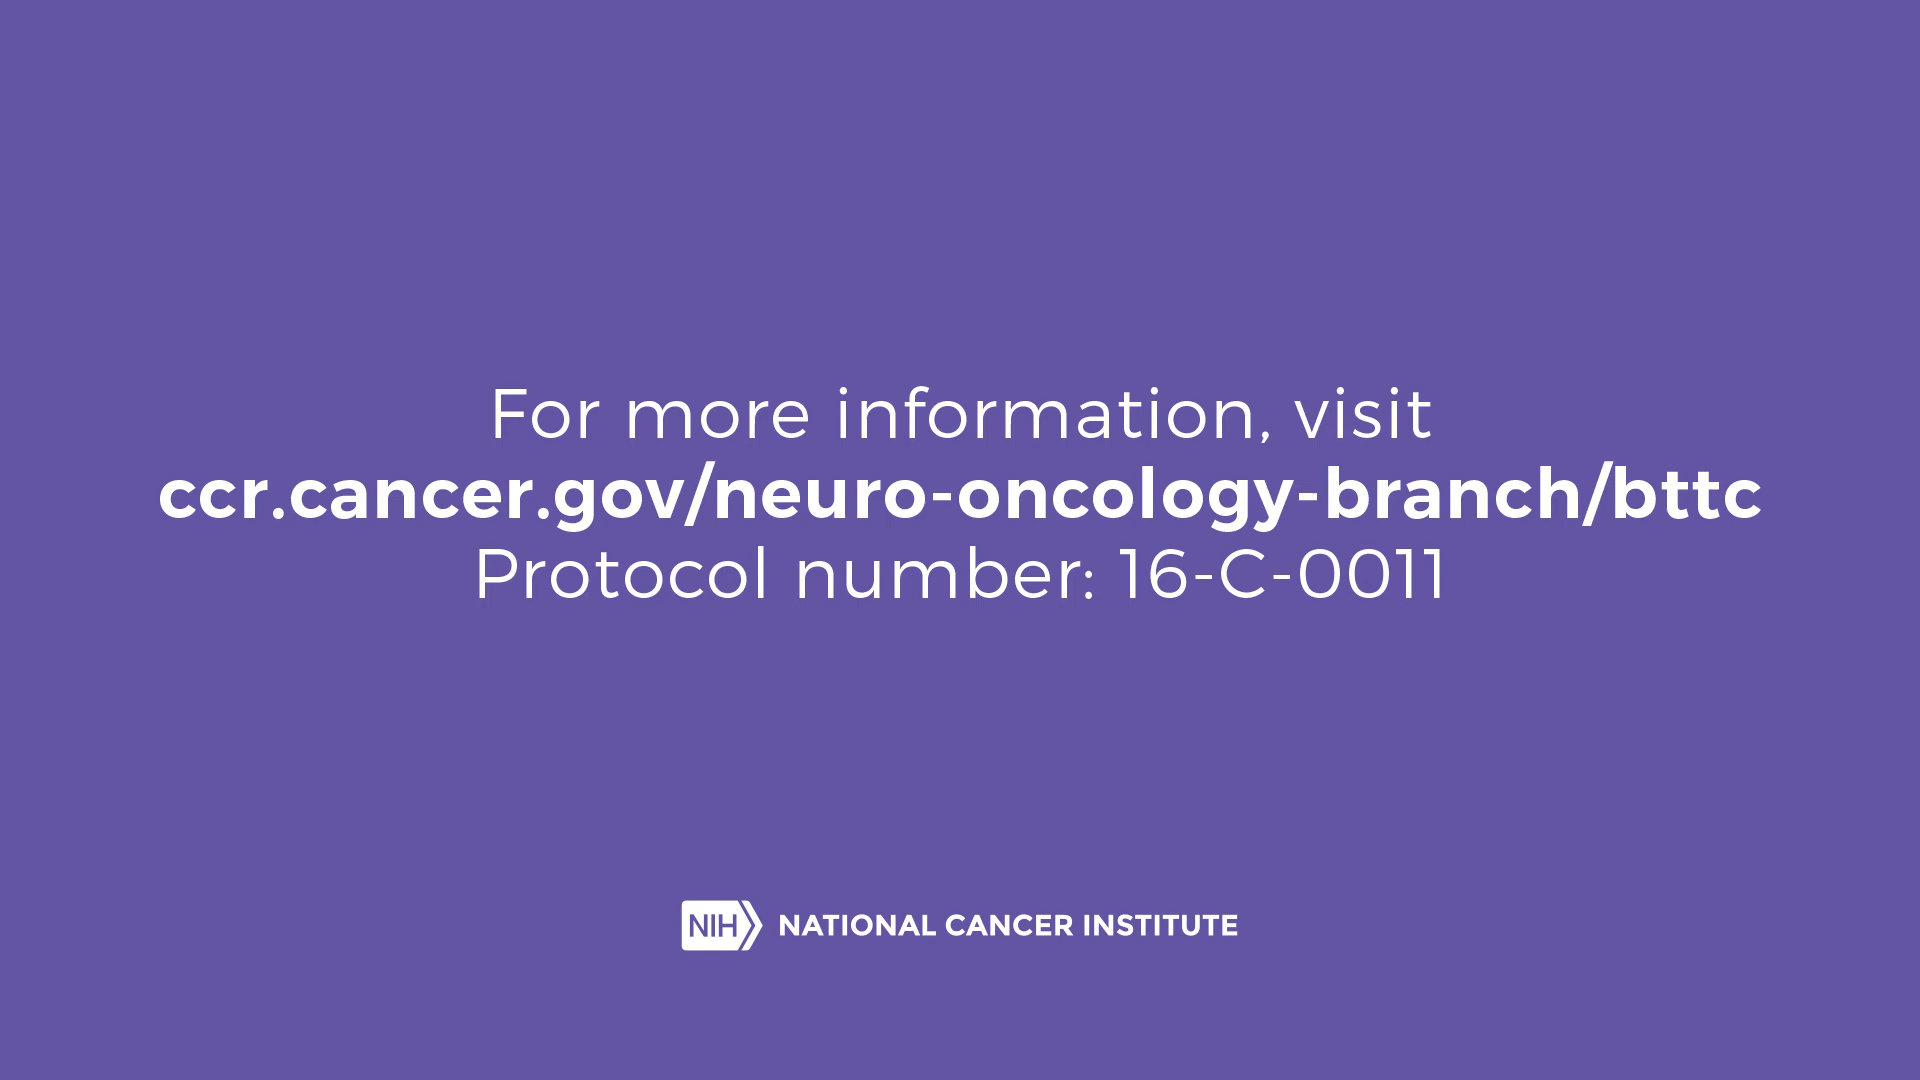 For more information, visit
ccr.cancer.gov/neuro-oncology-branch/bttc
Protocol number: 16-C-0011
NIH NATIONAL CANCER INSTITUTE